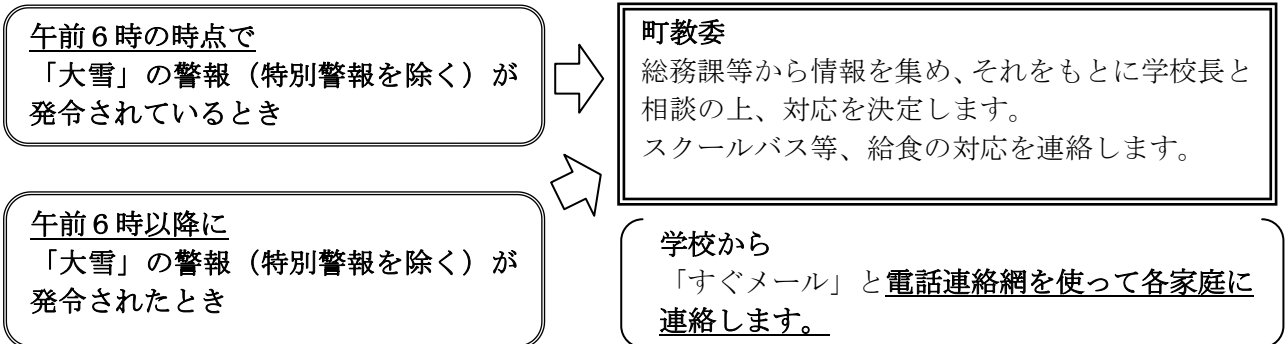 午前６時の時点で
「大雪」の警報（特別警報を除く）が
発令されているとき
町教委
総務課等から情報を集め、それをもとに学校長と
相談の上、対応を決定します。
スクールバス等、給食の対応を連絡します。
午前６時以降に
「大雪」の警報（特別警報を除く）が
発令されたとき
学校から
「すぐメール」と電話連絡網を使って各家庭に
連絡します。